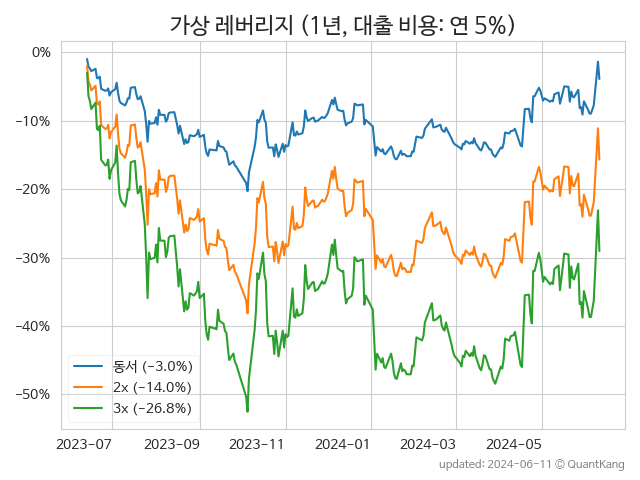 가상 레버리지 (1년, 대출 비용: 연 5%)
0%
−10%
−20%
−30%
−40%
−50%
동서 (−3.0%)
2x (−14.0%)
3x (−26.8%)
2023-07
2023-09
2023-11
2024-01
2024-03
2024-05
updated: 2024-06-11 © QuantKang